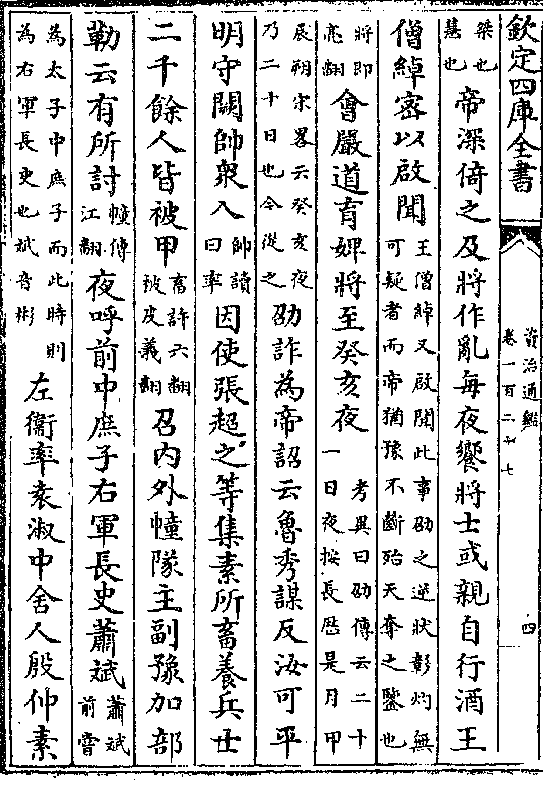 欽定四庫全書
資治通鑑
卷一百二十七
四
桀也慧也帝深倚之及將作亂每夜饗將士或親自行酒王
僧綽密以啟聞王僧綽又啟聞此事劭之逆狀彰灼無可疑者而帝猶豫不斷殆天奪之鑒也
將即亮翻會嚴道育婢將至癸亥夜考異曰劭傳云二十一日夜按長歴是月甲
辰朔宋畧云癸亥夜乃二十日也今從之劭詐為帝詔云魯秀謀反汝可平
明守闕帥衆入帥讀曰率因使張超之等集素所畜養兵士
二千餘人皆被甲畜許六翻被皮義翻召内外幢隊主副豫加部
勒云有所討幢傳江翻夜呼前中庶子右軍長史蕭斌蕭斌前嘗
為太子中庶子而此時則為右軍長史也斌音彬左衞率袁淑中舍人殷仲素